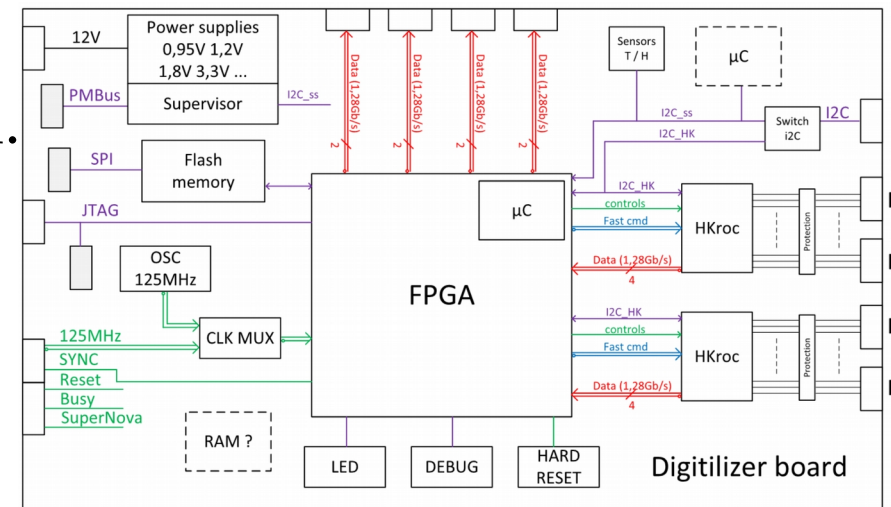 12V
Power supplies
0,95V 1,2V
1,8V 3,3V ...
PMBus
Supervisor
I2C_ss
Data (1,28Gb/s)
2
Data (1,28Gb/s)
2
Data (1,28Gb/s)
2
Data (1,28Gb/s)
2
Sensors
T / H
µC
I2C_ss
I2C_HK
Switch
i2C
I2C
SPI
Flash
memory
JTAG
OSC
125MHz
125MHz
CLK MUX
SYNC
Reset
Busy
SuperNova
RAM ?
µC
FPGA
I2C_HK
controls
Fast cmd
Data (1,28Gb/s)
4
HKroc
Protection
I2C_HK
controls
Fast cmd
Data (1,28Gb/s)
4
HKroc
Protection
LED
DEBUG
HARD
RESET
Digitilizer board